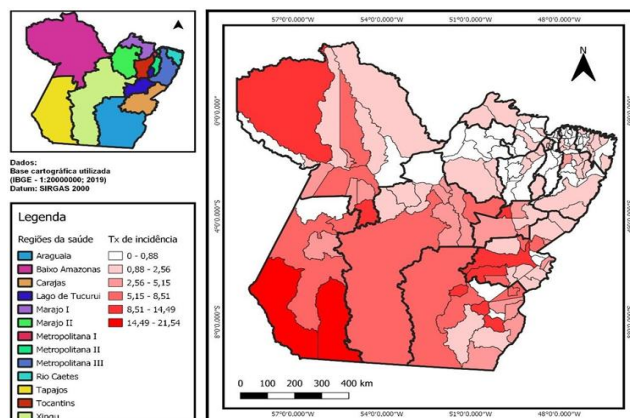 57°0'0.000"W 54°0'0.000"W 51°0'0.000"W 48°0'0.000"W
N
0°0'0.000"
4°0'0.000"S
8°0'0.000"S
0 100 200 300 400 km
57°0'0.000"W 54°0'0.000"W 51°0'0.000"W 48°0'0.000"W
Dados:
Base cartográfica utilizada
(IBGE - 1:20000000; 2019)
Datum: SIRGAS 2000
Legenda
Regiões da saúde Tx de incidência
Araguaia 0 - 0,88
Baixo Amazonas 0,88 - 2,56
Carajas 2,56 - 5,15
Lago de Tucurui 5,15 - 8,51
Marajo I 8,51 - 14,49
Marajo II 14,49 - 21,54
Metropolitana I
Metropolitana II
Metropolitana III
Rio Caetes
Tapajos
Tocantins
Xingu